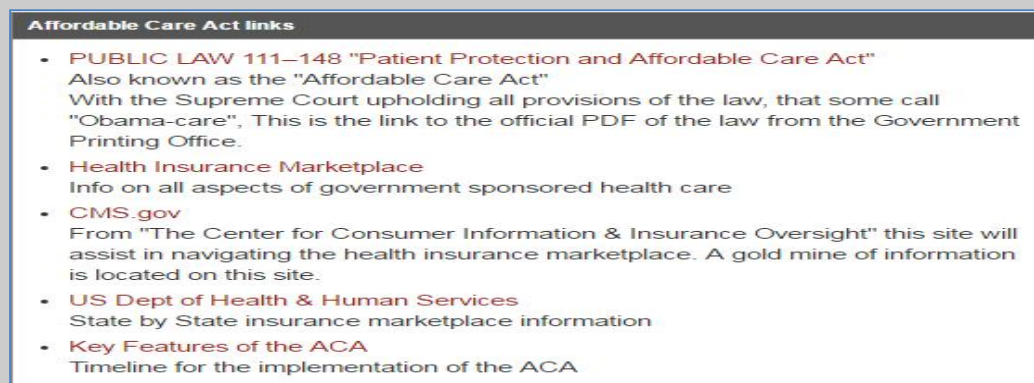 Affordable Care Act links
• PUBLIC LAW 111–148 "Patient Protection and Affordable Care Act"
Also known as the "Affordable Care Act"
With the Supreme Court upholding all provisions of the law, that some call
"Obama-care", This is the link to the official PDF of the law from the Government
Printing Office.
• Health Insurance Marketplace
Info on all aspects of government sponsored health care
• CMS.gov
From "The Center for Consumer Information & Insurance Oversight" this site will
assist in navigating the health insurance marketplace. A gold mine of information
is located on this site.
• US Dept of Health & Human Services
State by State insurance marketplace information
• Key Features of the ACA
Timeline for the implementation of the ACA